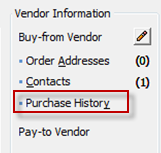 Vendor Information
Buy-from Vendor
Order Addresses (0)
Contacts (1)
Purchase History
Pay-to Vendor